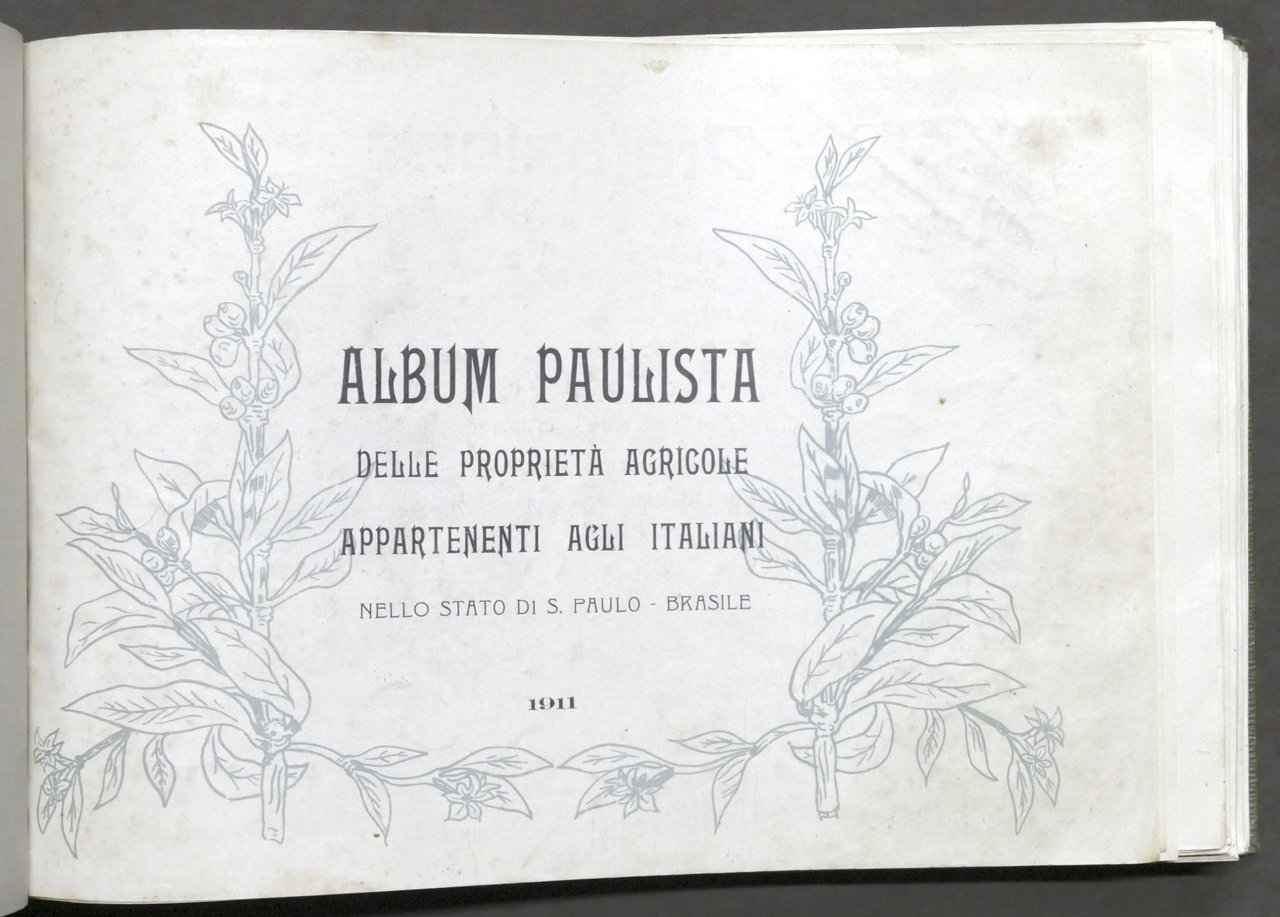 ALBUM PAULISTA
DELLE PROPRIETÀ AGRICOLE
APPARTENENTI AGLI ITALIANI
NELLO STATO DI S. PAULO - BRASILE
1911